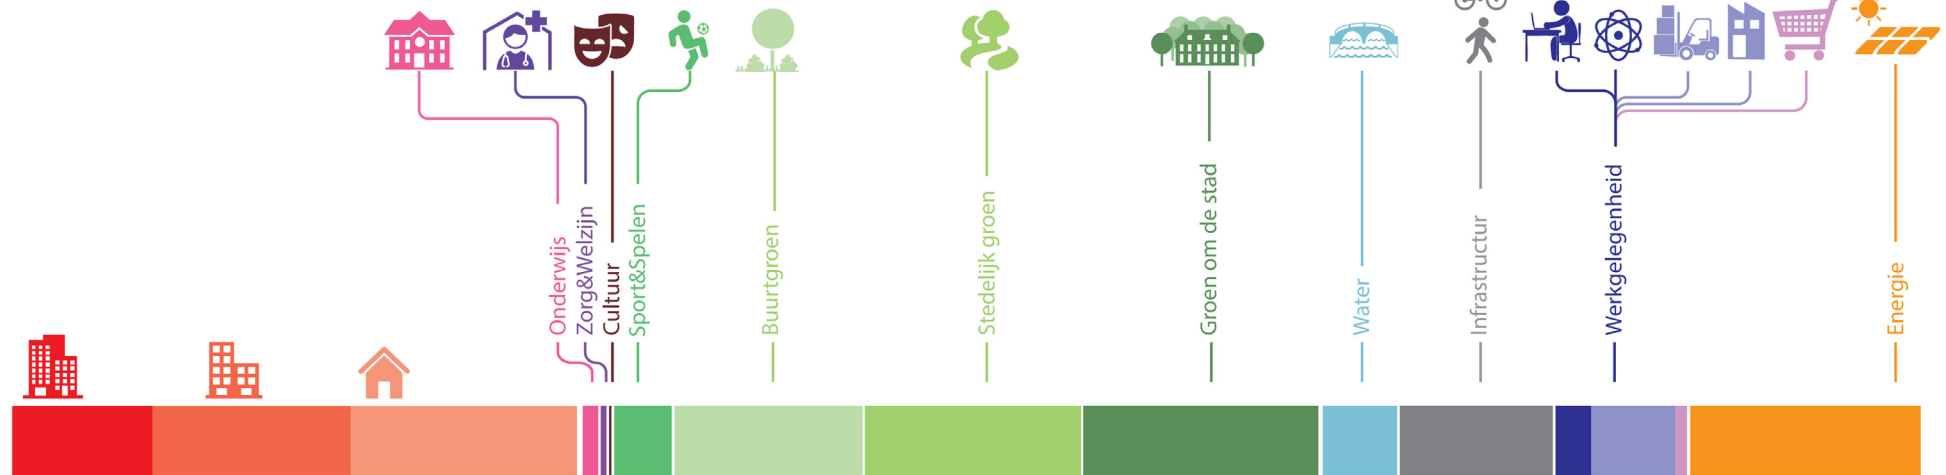 Onderwijs
Zorg&Welzijn
Cultuur
Sport&Spelen
Buurtgroen
Stedelijk groen
Groen om de stad
Water
Infrastructur
Werkgelegenheid
Energie